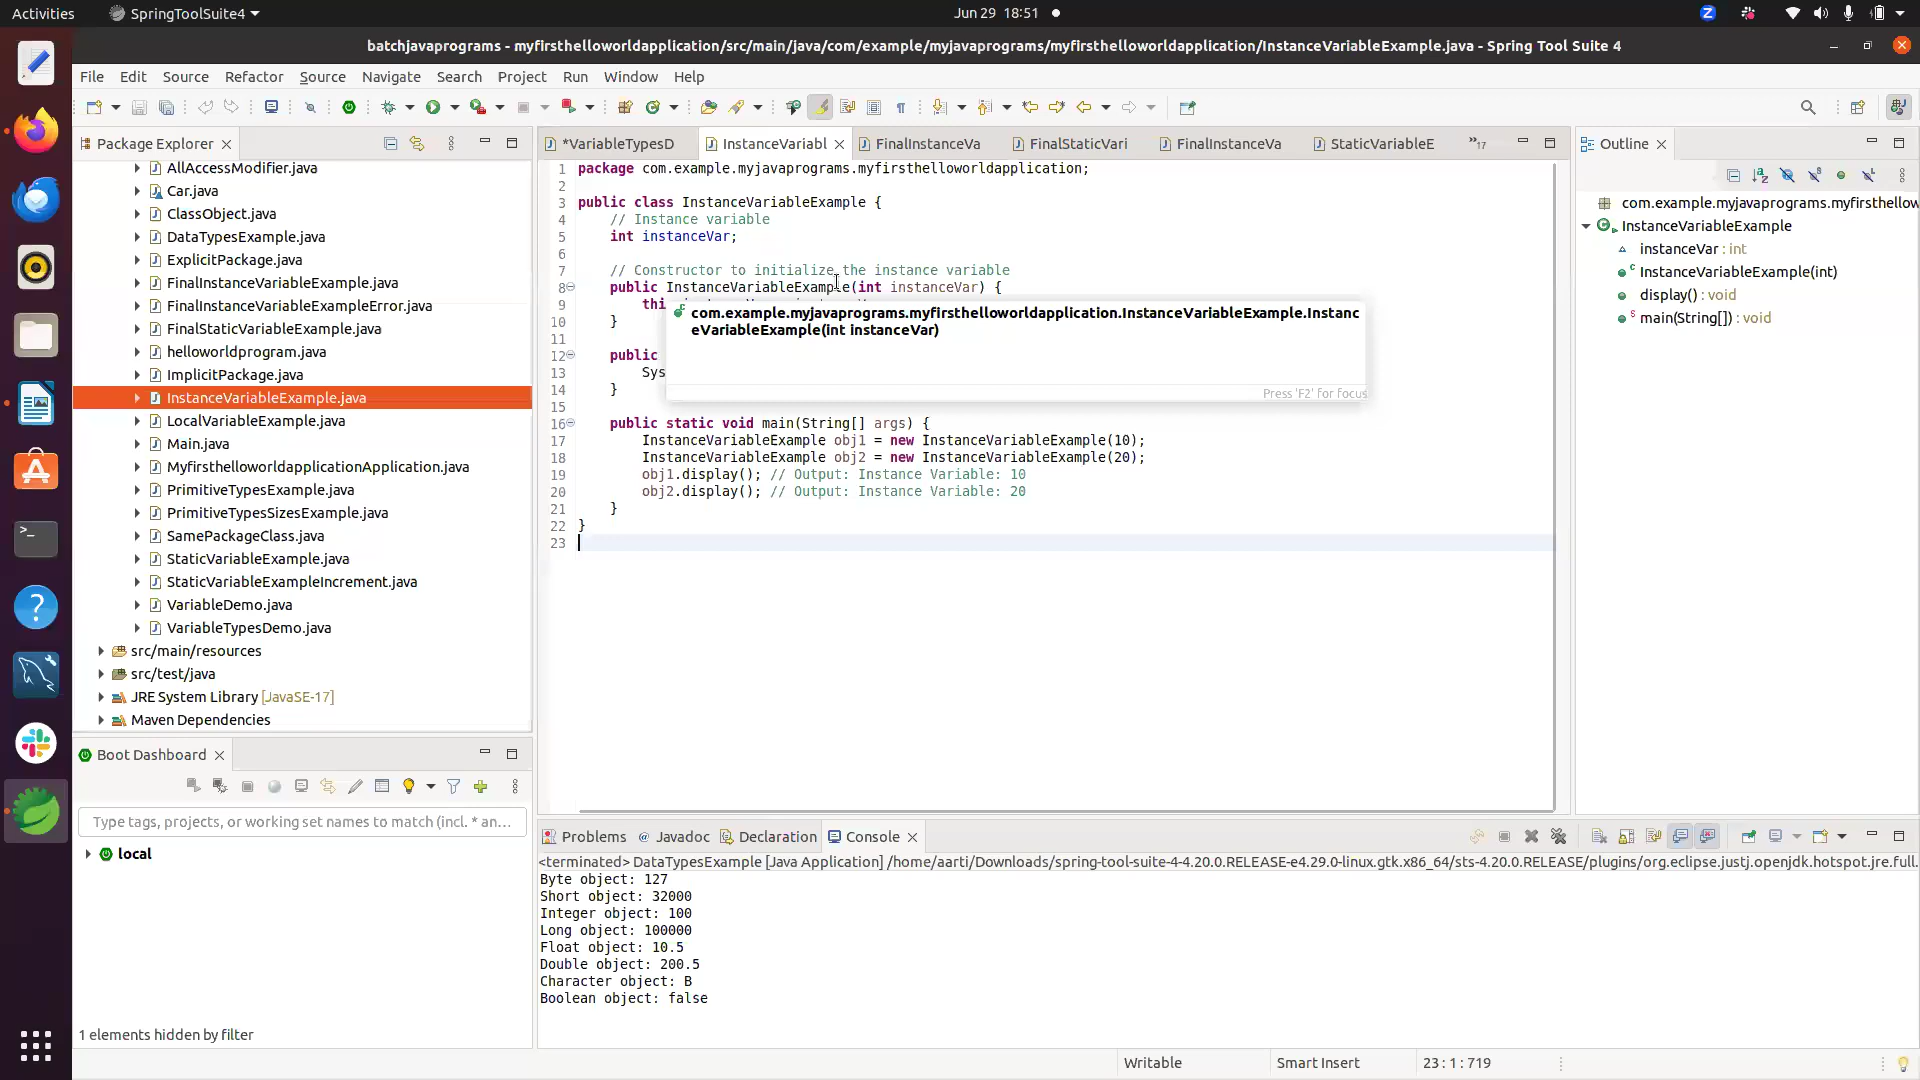 Activities
SpringToolSuite4
Jun 29 18:51
batchjavaprograms - myfirsthelloworldapplication/src/main/java/com/example/myjavaprograms/myfirsthelloworldapplication/InstanceVariableExample.java - Spring Tool Suite 4
File Edit Source Refactor Source Navigate Search Project Run Window Help
Package Explorer
AllAccessModifier.java
Car.java
ClassObject.java
DataTypesExample.java
ExplicitPackage.java
FinalInstanceVariableExample.java
FinalInstanceVariableExampleError.java
FinalStaticVariableExample.java
helloworldprogram.java
ImplicitPackage.java
InstanceVariableExample.java
LocalVariableExample.java
Main.java
MyfirsthelloworldapplicationApplication.java
PrimitiveTypesExample.java
PrimitiveTypesSizesExample.java
SamePackageClass.java
StaticVariableExample.java
StaticVariableExampleIncrement.java
VariableDemo.java
VariableTypesDemo.java
src/main/resources
src/test/java
JRE System Library [JavaSE-17]
Maven Dependencies
Boot Dashboard
Type tags, projects, or working set names to match (incl. * an...
local
1 elements hidden by filter
*VariableTypesD InstanceVariabl FinalInstanceVa FinalStaticVari FinalInstanceVa StaticVariableE »17
1 package com.example.myjavaprograms.myfirsthelloworldapplication;
2
3 public class InstanceVariableExample {
4 // Instance variable
5 int instanceVar;
6
7 // Constructor to initialize the instance variable
8 public InstanceVariableExample(int instanceVar) {
9 thi
10 }
11
12 public
13 Sys
14 }
15
16 public static void main(String[] args) {
17 InstanceVariableExample obj1 = new InstanceVariableExample(10);
18 InstanceVariableExample obj2 = new InstanceVariableExample(20);
19 obj1.display(); // Output: Instance Variable: 10
20 obj2.display(); // Output: Instance Variable: 20
21 }
22 }
23
com.example.myjavaprograms.myfirsthelloworldapplication.InstanceVariableExample.Instanc
eVariableExample(int instanceVar)
Press 'F2' for focus
Outline
com.example.myjavaprograms.myfirsthellow
InstanceVariableExample
instanceVar : int
InstanceVariableExample(int)
display() : void
main(String[]) : void
Problems Javadoc Declaration Console
<terminated> DataTypesExample [Java Application] /home/aarti/Downloads/spring-tool-suite-4-4.20.0.RELEASE-e4.29.0-linux.gtk.x86_64/sts-4.20.0.RELEASE/plugins/org.eclipse.justj.openjdk.hotspot.jre.full.
Byte object: 127
Short object: 32000
Integer object: 100
Long object: 100000
Float object: 10.5
Double object: 200.5
Character object: B
Boolean object: false
Writable
Smart Insert
23 : 1 : 719